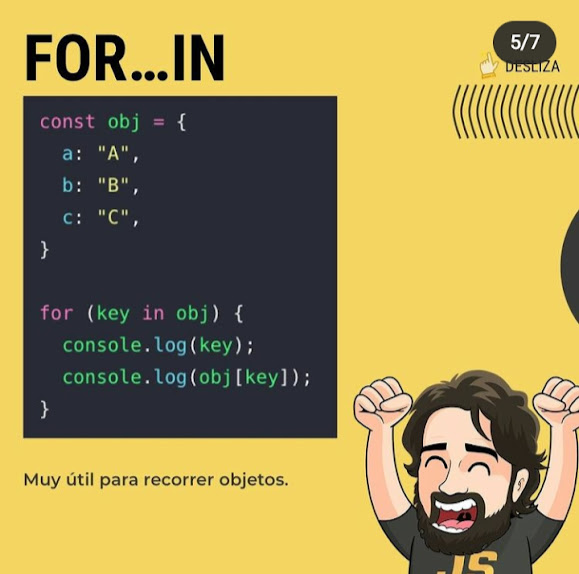 FOR...IN
5/7
DESLIZA
const obj = {
  a: "A",
  b: "B",
  c: "C",
}

for (key in obj) {
  console.log(key);
  console.log(obj[key]);
}
Muy útil para recorrer objetos.
JS